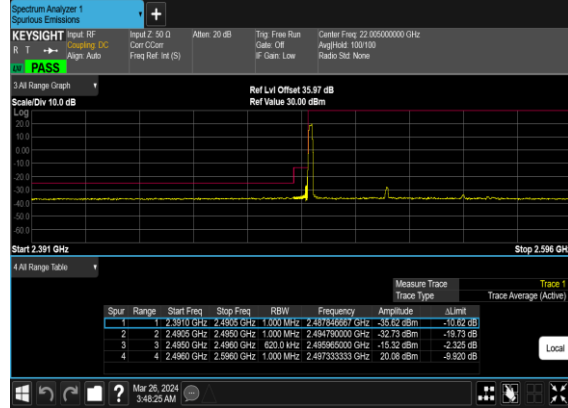 Spectrum Analyzer 1
Spurious Emissions
+
KEYSIGHT Input: RF Input Z: 50 Ω Atten: 20 dB Trig: Free Run Center Freq: 22.005000000 GHz
R T Coupling: DC Corr CCorr Gate: Off Avg|Hold: 100/100
Align: Auto Freq Ref: Int (S) IF Gain: Low Radio Std: None
LW PASS
3 All Range Graph
Ref Lvl Offset 35.97 dB
Scale/Div 10.0 dB Ref Value 30.00 dBm
Log
20.0
10.0
0.00
-10.0
-20.0
-30.0
-40.0
-50.0
-60.0
Start 2.391 GHz Stop 2.596 GH
4 All Range Table
Measure Trace Trace 1
Trace Type Trace Average (Active)
Spur Range Start Freq Stop Freq RBW Frequency Amplitude ΔLimit
1 1 2.3910 GHz 2.4905 GHz 1.000 MHz 2.487846667 GHz -35.62 dBm -10.62 dB
2 2 2.4905 GHz 2.4950 GHz 1.000 MHz 2.494790000 GHz -32.73 dBm -19.73 dB
3 3 2.4950 GHz 2.4960 GHz 620.0 kHz 2.495965000 GHz -15.32 dBm -2.325 dB
4 4 2.4960 GHz 2.5960 GHz 1.000 MHz 2.497333333 GHz 20.08 dBm -9.920 dB
Local
? Mar 26, 2024
3:48:25 AM